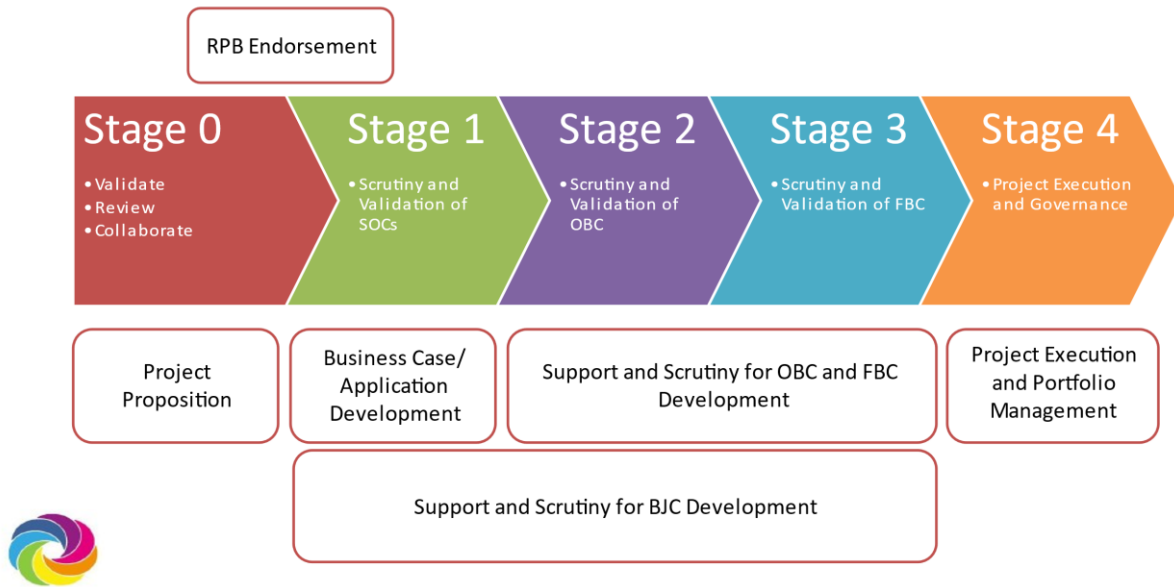 RPB Endorsement
Stage 0
• Validate
• Review
• Collaborate
Stage 1
• Scrutiny and
Validation of
SOCs
Stage 2
• Scrutiny and
Validation of
OBC
Stage 3
• Scrutiny and
Validation of FBC
Stage 4
• Project Execution
and Governance
Project
Proposition
Business Case/
Application
Development
Support and Scrutiny for OBC and FBC
Development
Project Execution
and Portfolio
Management
Support and Scrutiny for BJC Development